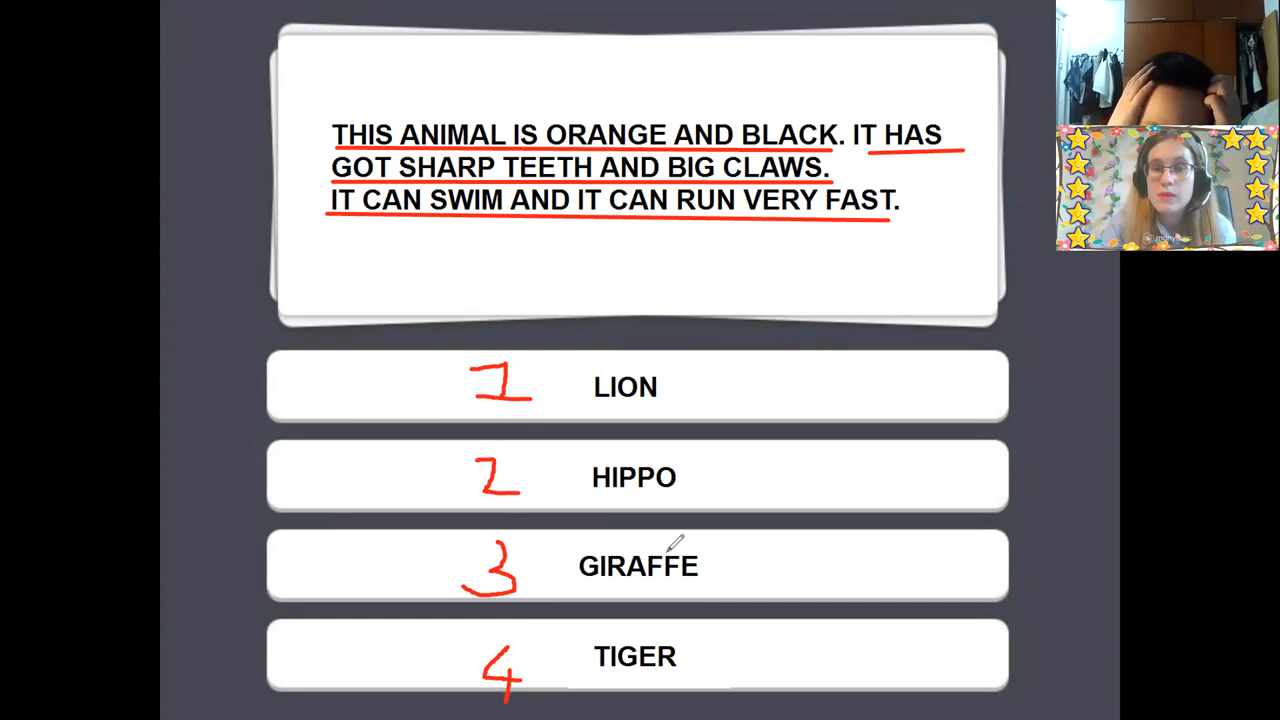 THIS ANIMAL IS ORANGE AND BLACK. IT HAS
GOT SHARP TEETH AND BIG CLAWS.
IT CAN SWIM AND IT CAN RUN VERY FAST.
1 LION
2 HIPPO
3 GIRAFFE
4 TIGER